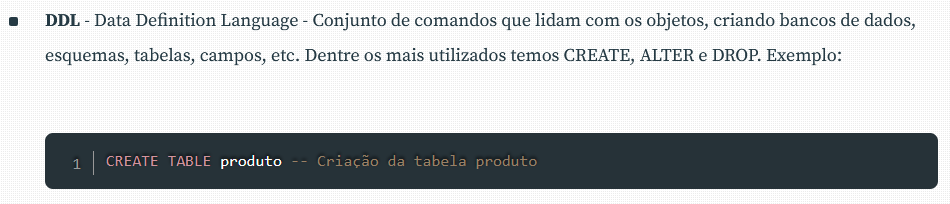 DDL - Data Definition Language - Conjunto de comandos que lidam com os objetos, criando bancos de dados,
esquemas, tabelas, campos, etc. Dentre os mais utilizados temos CREATE, ALTER e DROP. Exemplo:
1 CREATE TABLE produto -- Criação da tabela produto